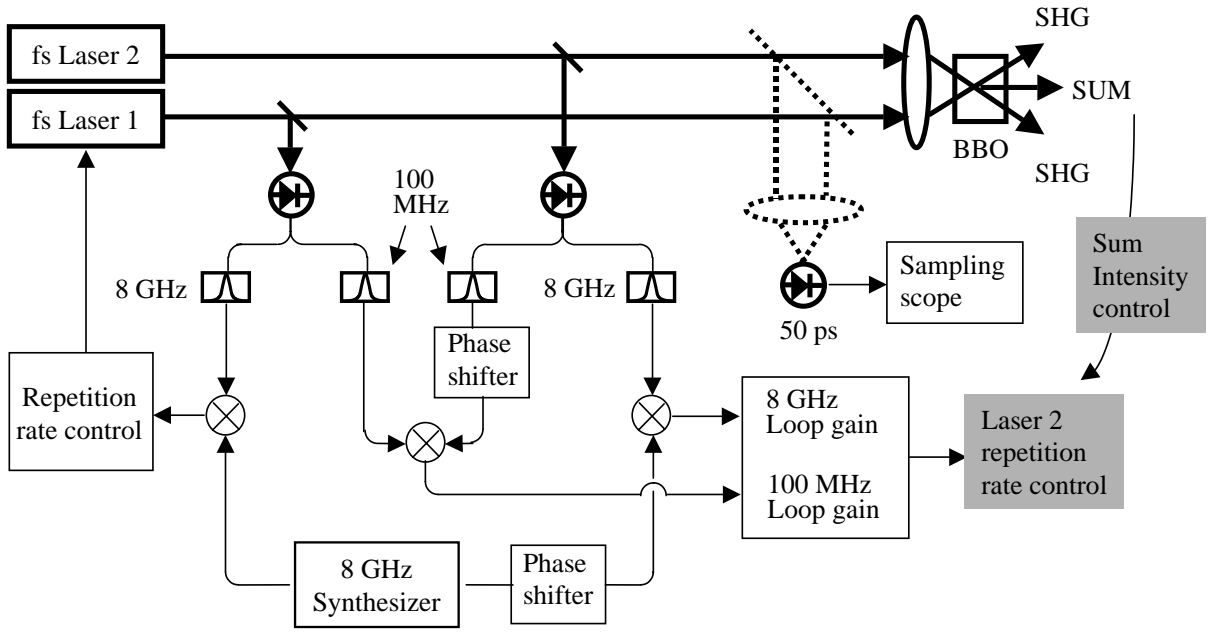 SHG
fs Laser 2
SUM
fs Laser 1
BBO
SHG
100
MHz
8 GHz
8 GHz
50 ps
Sampling
scope
Sum
Intensity
control
Phase
shifter
Repetition
rate control
8 GHz
Loop gain
100 MHz
Loop gain
Laser 2
repetition
rate control
8 GHz
Synthesizer
Phase
shifter